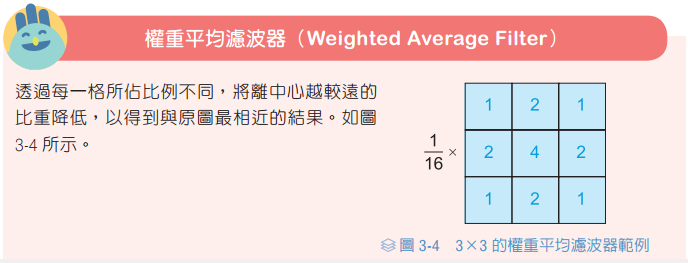 權重平均濾波器（Weighted Average Filter）
透過每一格所佔比例不同，將離中心越較遠的
比重降低，以得到與原圖最相近的結果。如圖
3-4 所示。
1/16 ×
1 2 1
2 4 2
1 2 1
圖 3-4 3×3 的權重平均濾波器範例